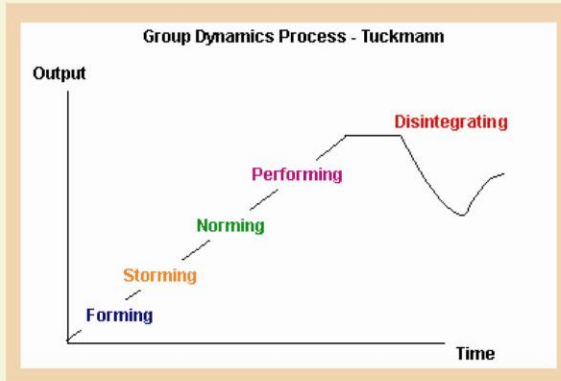 Group Dynamics Process - Tuckmann
Output
Disintegrating
Performing
Norming
Storming
Forming
Time